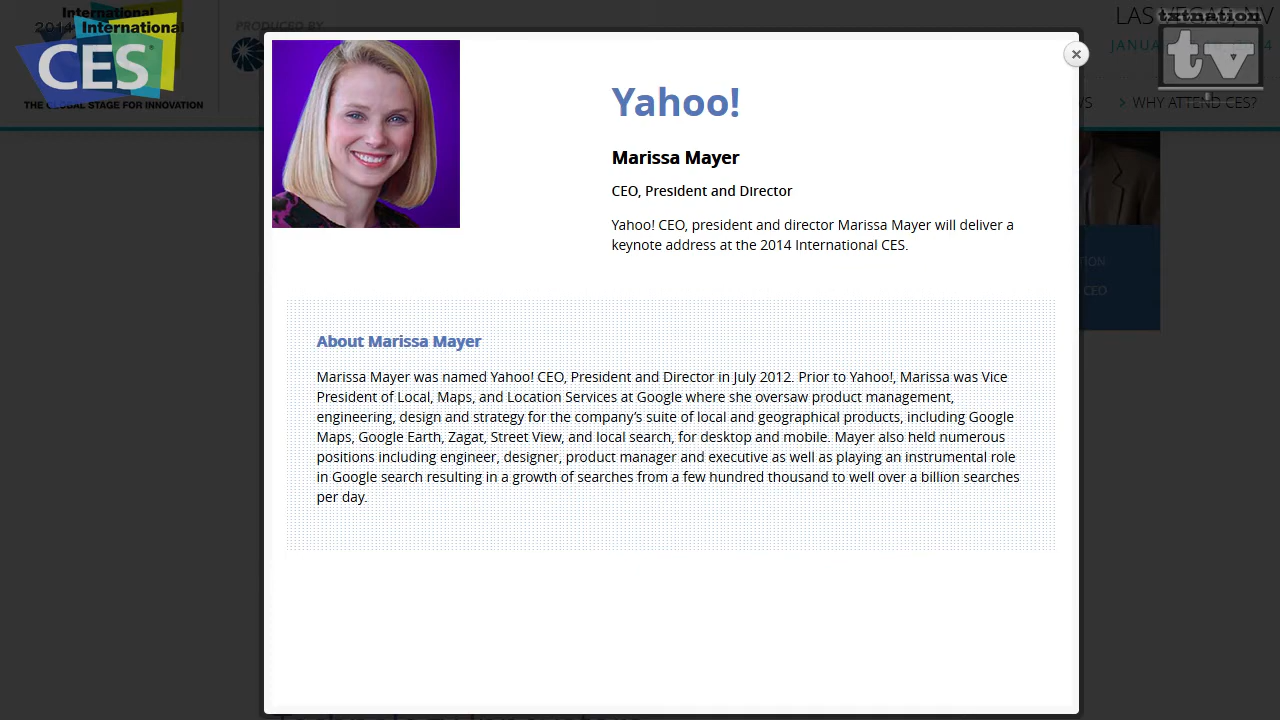 International
2014 International
CES
THE GLOBAL STAGE FOR INNOVATION
PRODUCED BY
txtnation
tv
WHY ATTEND CES?
Yahoo!
Marissa Mayer
CEO, President and Director
Yahoo! CEO, president and director Marissa Mayer will deliver a
keynote address at the 2014 International CES.
CEO
About Marissa Mayer
Marissa Mayer was named Yahoo! CEO, President and Director in July 2012. Prior to Yahoo!, Marissa was Vice
President of Local, Maps, and Location Services at Google where she oversaw product management,
engineering, design and strategy for the company’s suite of local and geographical products, including Google
Maps, Google Earth, Zagat, Street View, and local search, for desktop and mobile. Mayer also held numerous
positions including engineer, designer, product manager and executive as well as playing an instrumental role
in Google search resulting in a growth of searches from a few hundred thousand to well over a billion searches
per day.